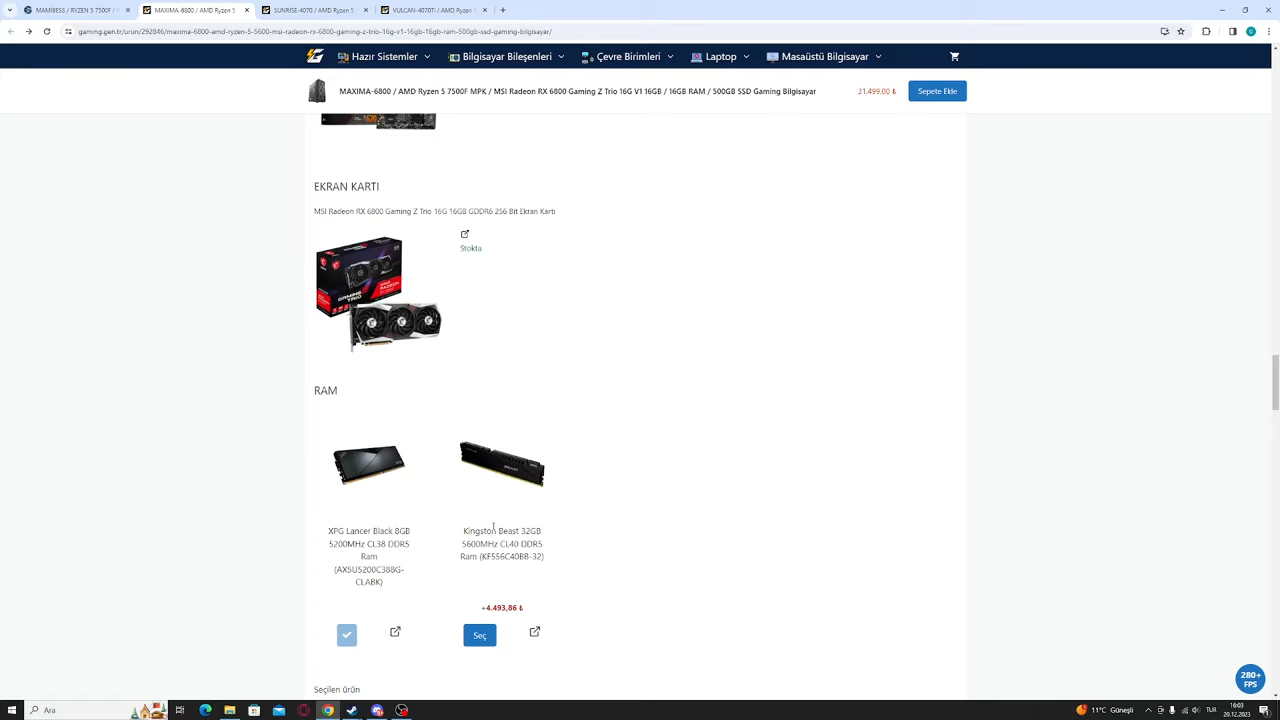 MAMIBESS / RYZEN 5 7500F / K
MAXIMA-6800 / AMD Ryzen 5
SUNRISE-4070 / AMD Ryzen 5
VULCAN-4070Ti / AMD Ryzen 5
gaming.gen.tr/urun/292846/maxima-6800-amd-ryzen-5-5600-msi-radeon-rx-6800-gaming-z-trio-16g-v1-16gb-16gb-ram-500gb-ssd-gaming-bilgisayar/
Hazır Sistemler
Bilgisayar Bileşenleri
Çevre Birimleri
Laptop
Masaüstü Bilgisayar
MAXIMA-6800 / AMD Ryzen 5 7500F MPK / MSI Radeon RX 6800 Gaming Z Trio 16G V1 16GB / 16GB RAM / 500GB SSD Gaming Bilgisayar
31.499,00 ₺
Sepete Ekle
EKRAN KARTI
MSI Radeon RX 6800 Gaming Z Trio 16G 16GB GDDR6 256 Bit Ekran Kartı
Stokta
RAM
XPG Lancer Black 8GB
5200MHz CL38 DDR5
Ram
(AX5U5200C388G-
CLABK)
Kingston Beast 32GB
5600MHz CL40 DDR5
Ram (KF556C40BB-32)
+4.493,86 ₺
Seç
Seçilen ürün
280+
FPS
Ara
11°C Güneşli
TUR
16:03
20.12.2023